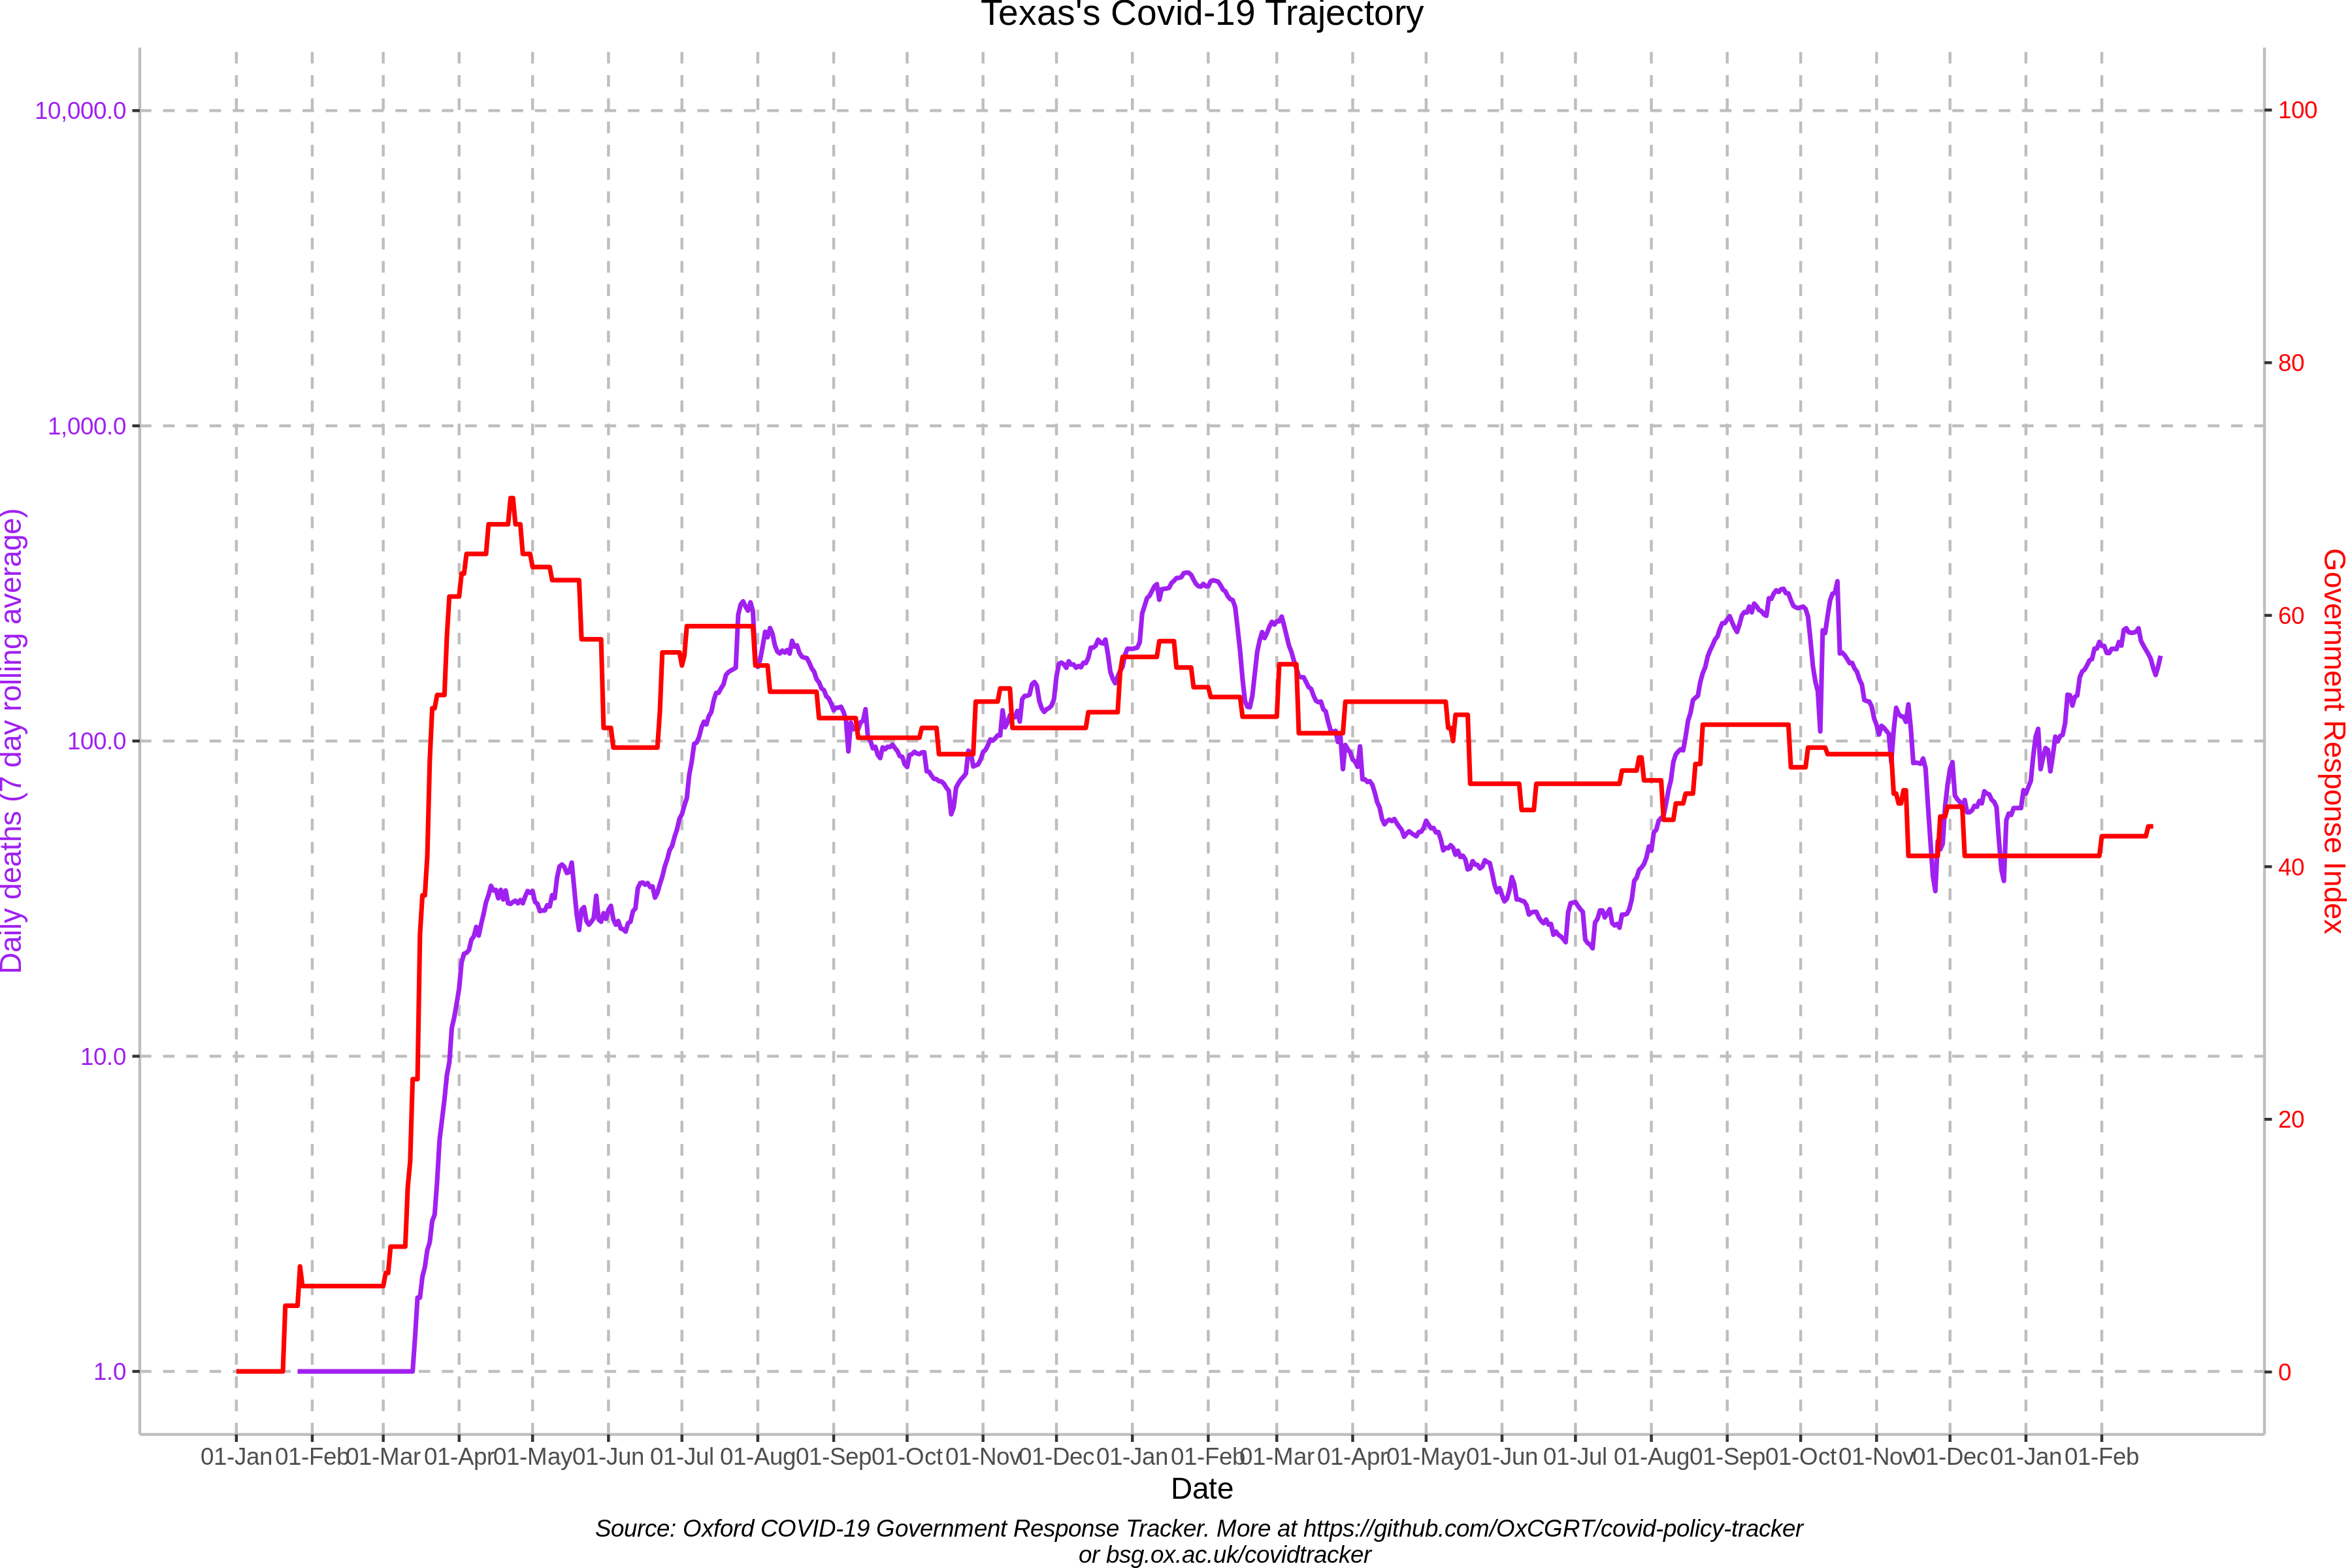 Texas's Covid-19 Trajectory
10,000.0
1,000.0
100.0
10.0
1.0
Daily deaths (7 day rolling average)
100
80
60
40
20
0
Government Response Index
01-Jan 01-Feb 01-Mar 01-Apr 01-May 01-Jun 01-Jul 01-Aug 01-Sep 01-Oct 01-Nov 01-Dec 01-Jan 01-Feb 01-Mar 01-Apr 01-May 01-Jun 01-Jul 01-Aug 01-Sep 01-Oct 01-Nov 01-Dec 01-Jan 01-Feb
Date
Source: Oxford COVID-19 Government Response Tracker. More at https://github.com/OxCGRT/covid-policy-tracker
or bsg.ox.ac.uk/covidtracker